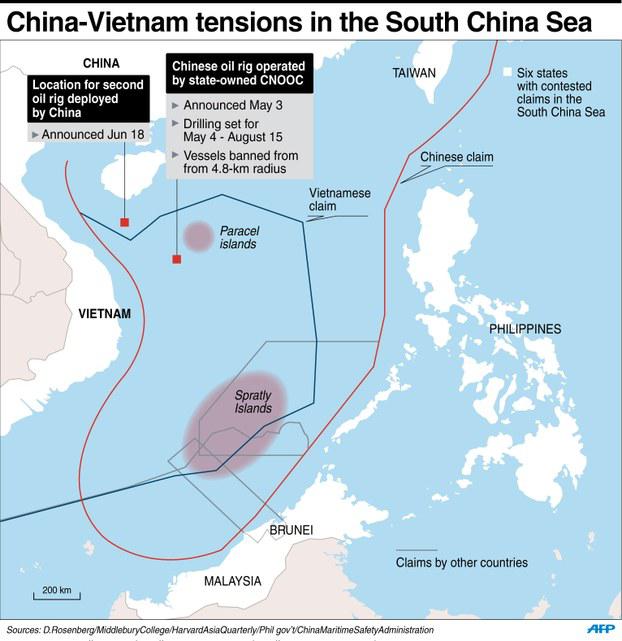 China-Vietnam tensions in the South China Sea
CHINA
Location for second
oil rig deployed
by China
Announced Jun 18
Chinese oil rig operated
by state-owned CNOOC
Announced May 3
Drilling set for
May 4 - August 15
Vessels banned from
from 4.8-km radius
TAIWAN
Six states
with contested
claims in the
South China Sea
Chinese claim
Vietnamese
claim
Paracel
islands
VIETNAM
PHILIPPINES
Spratly
Islands
BRUNEI
MALAYSIA
Claims by other countries
200 km
Sources: D.Rosenberg/MiddleburyCollege/HarvardAsiaQuarterly/Phil gov't/ChinaMaritimeSafetyAdministration
AFP